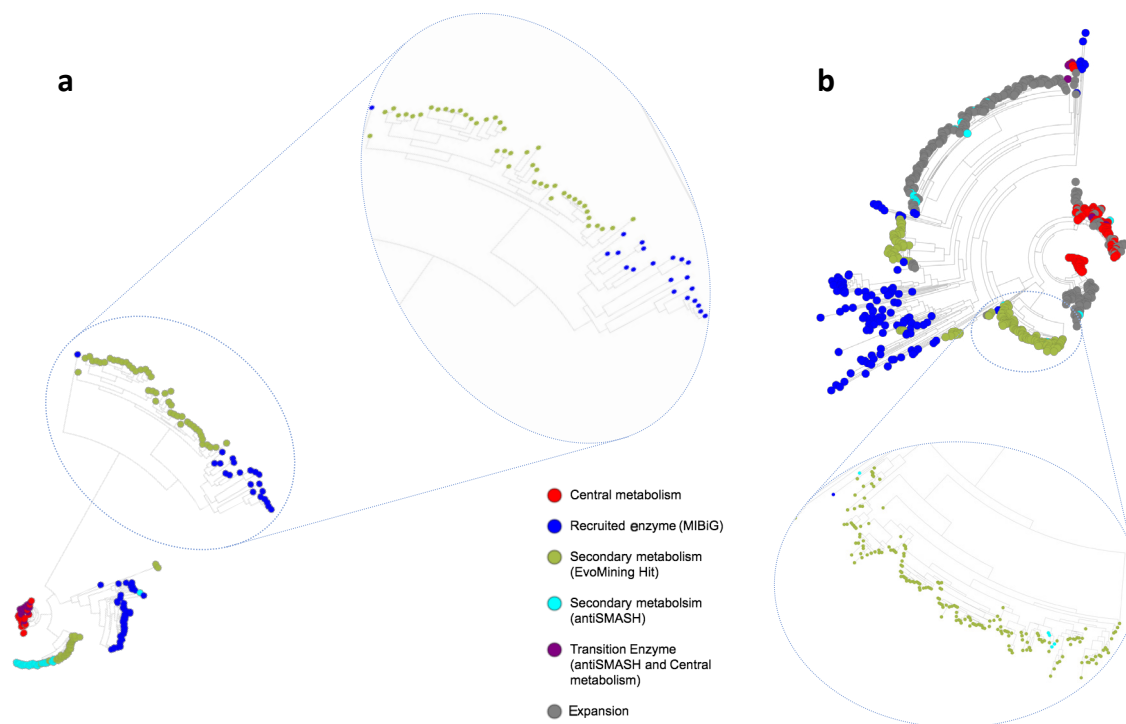 a
b
Central metabolism
Recruited enzyme (MIBiG)
Secondary metabolism
(EvoMining Hit)
Secondary metabolsim
(antiSMASH)
Transition Enzyme
(antiSMASH and Central
metabolism)
Expansion